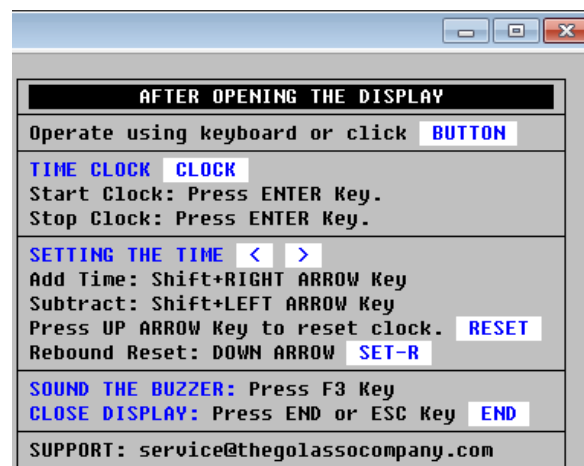 AFTER OPENING THE DISPLAY
Operate using keyboard or click BUTTON
TIME CLOCK CLOCK
Start Clock: Press ENTER Key.
Stop Clock: Press ENTER Key.
SETTING THE TIME < >
Add Time: Shift+RIGHT ARROW Key
Subtract: Shift+LEFT ARROW Key
Press UP ARROW Key to reset clock. RESET
Rebound Reset: DOWN ARROW SET-R
SOUND THE BUZZER: Press F3 Key
CLOSE DISPLAY: Press END or ESC Key END
SUPPORT: service@thegolassocompany.com